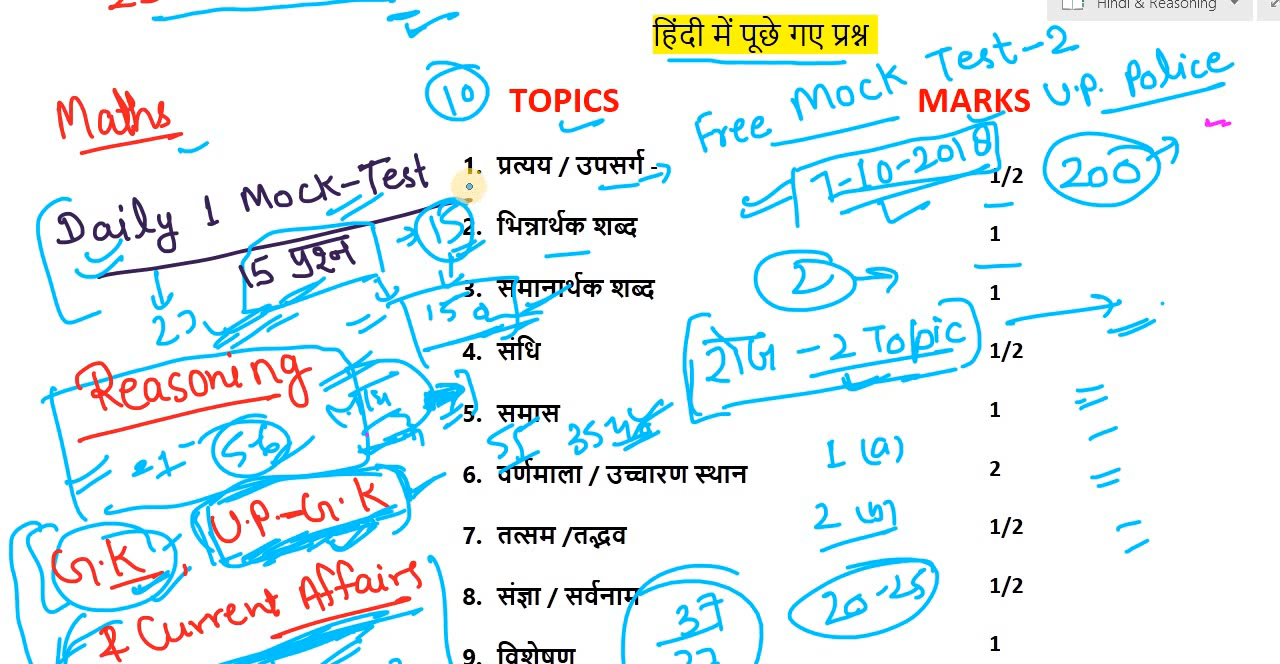 Hindi & Reasoning
हिंदी में पूछे गए प्रश्न
Free Mock Test-2
U.P. Police
Maths
10
TOPICS
MARKS
1. प्रत्यय / उपसर्ग -
1/2
7-10-2018
200
Daily 1 Mock-Test
15 प्रश्न
15
2. भिन्नार्थक शब्द
1
2
3. समानार्थक शब्द
1
रोज - 2 Topic
4. संधि
1/2
Reasoning
5. समास
1
55
35
1 (a)
6. वर्णमाला / उच्चारण स्थान
2
U.P.-G.K
2 (b)
7. तत्सम /तद्भव
1/2
G.K,
8. संज्ञा / सर्वनाम
1/2
20-25
37
& Current Affairs
9. विशेषण
1